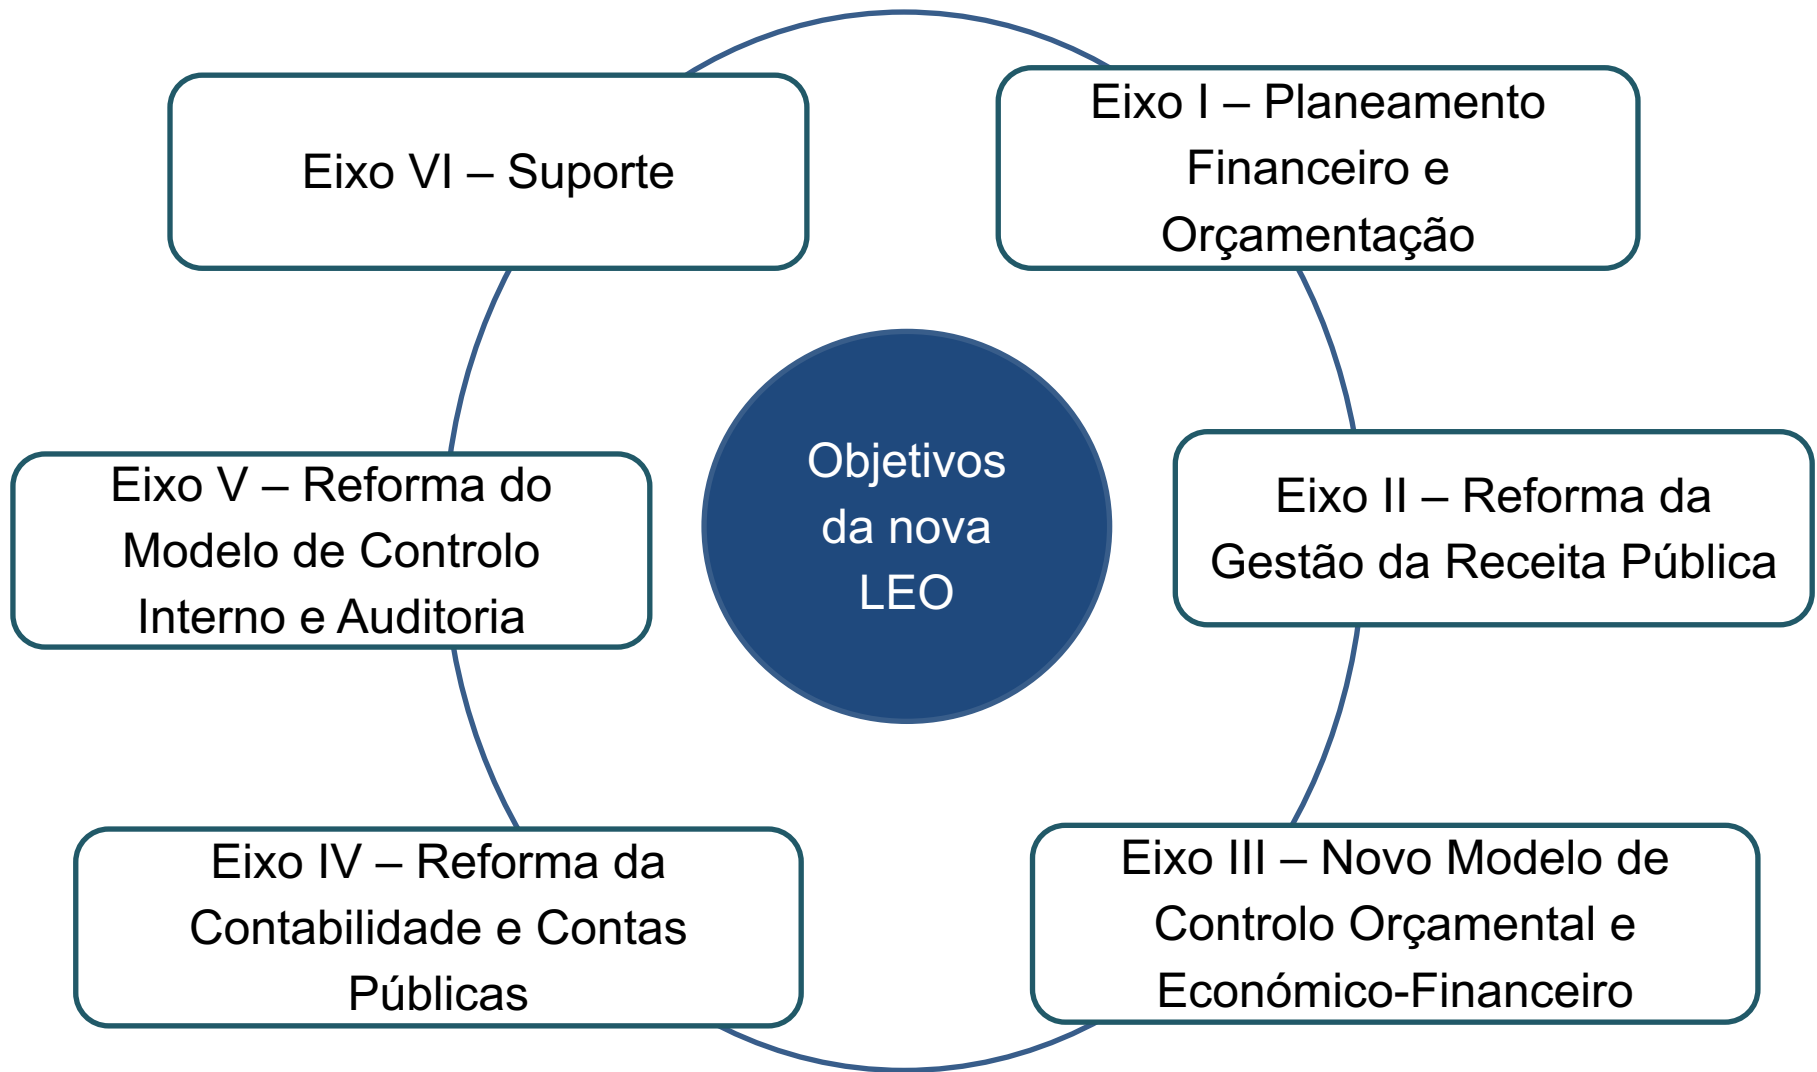 Eixo I – Planeamento
Financeiro e
Orçamentação
Eixo II – Reforma da
Gestão da Receita Pública
Eixo III – Novo Modelo de
Controlo Orçamental e
Económico-Financeiro
Eixo IV – Reforma da
Contabilidade e Contas
Públicas
Eixo V – Reforma do
Modelo de Controlo
Interno e Auditoria
Eixo VI – Suporte
Objetivos
da nova
LEO